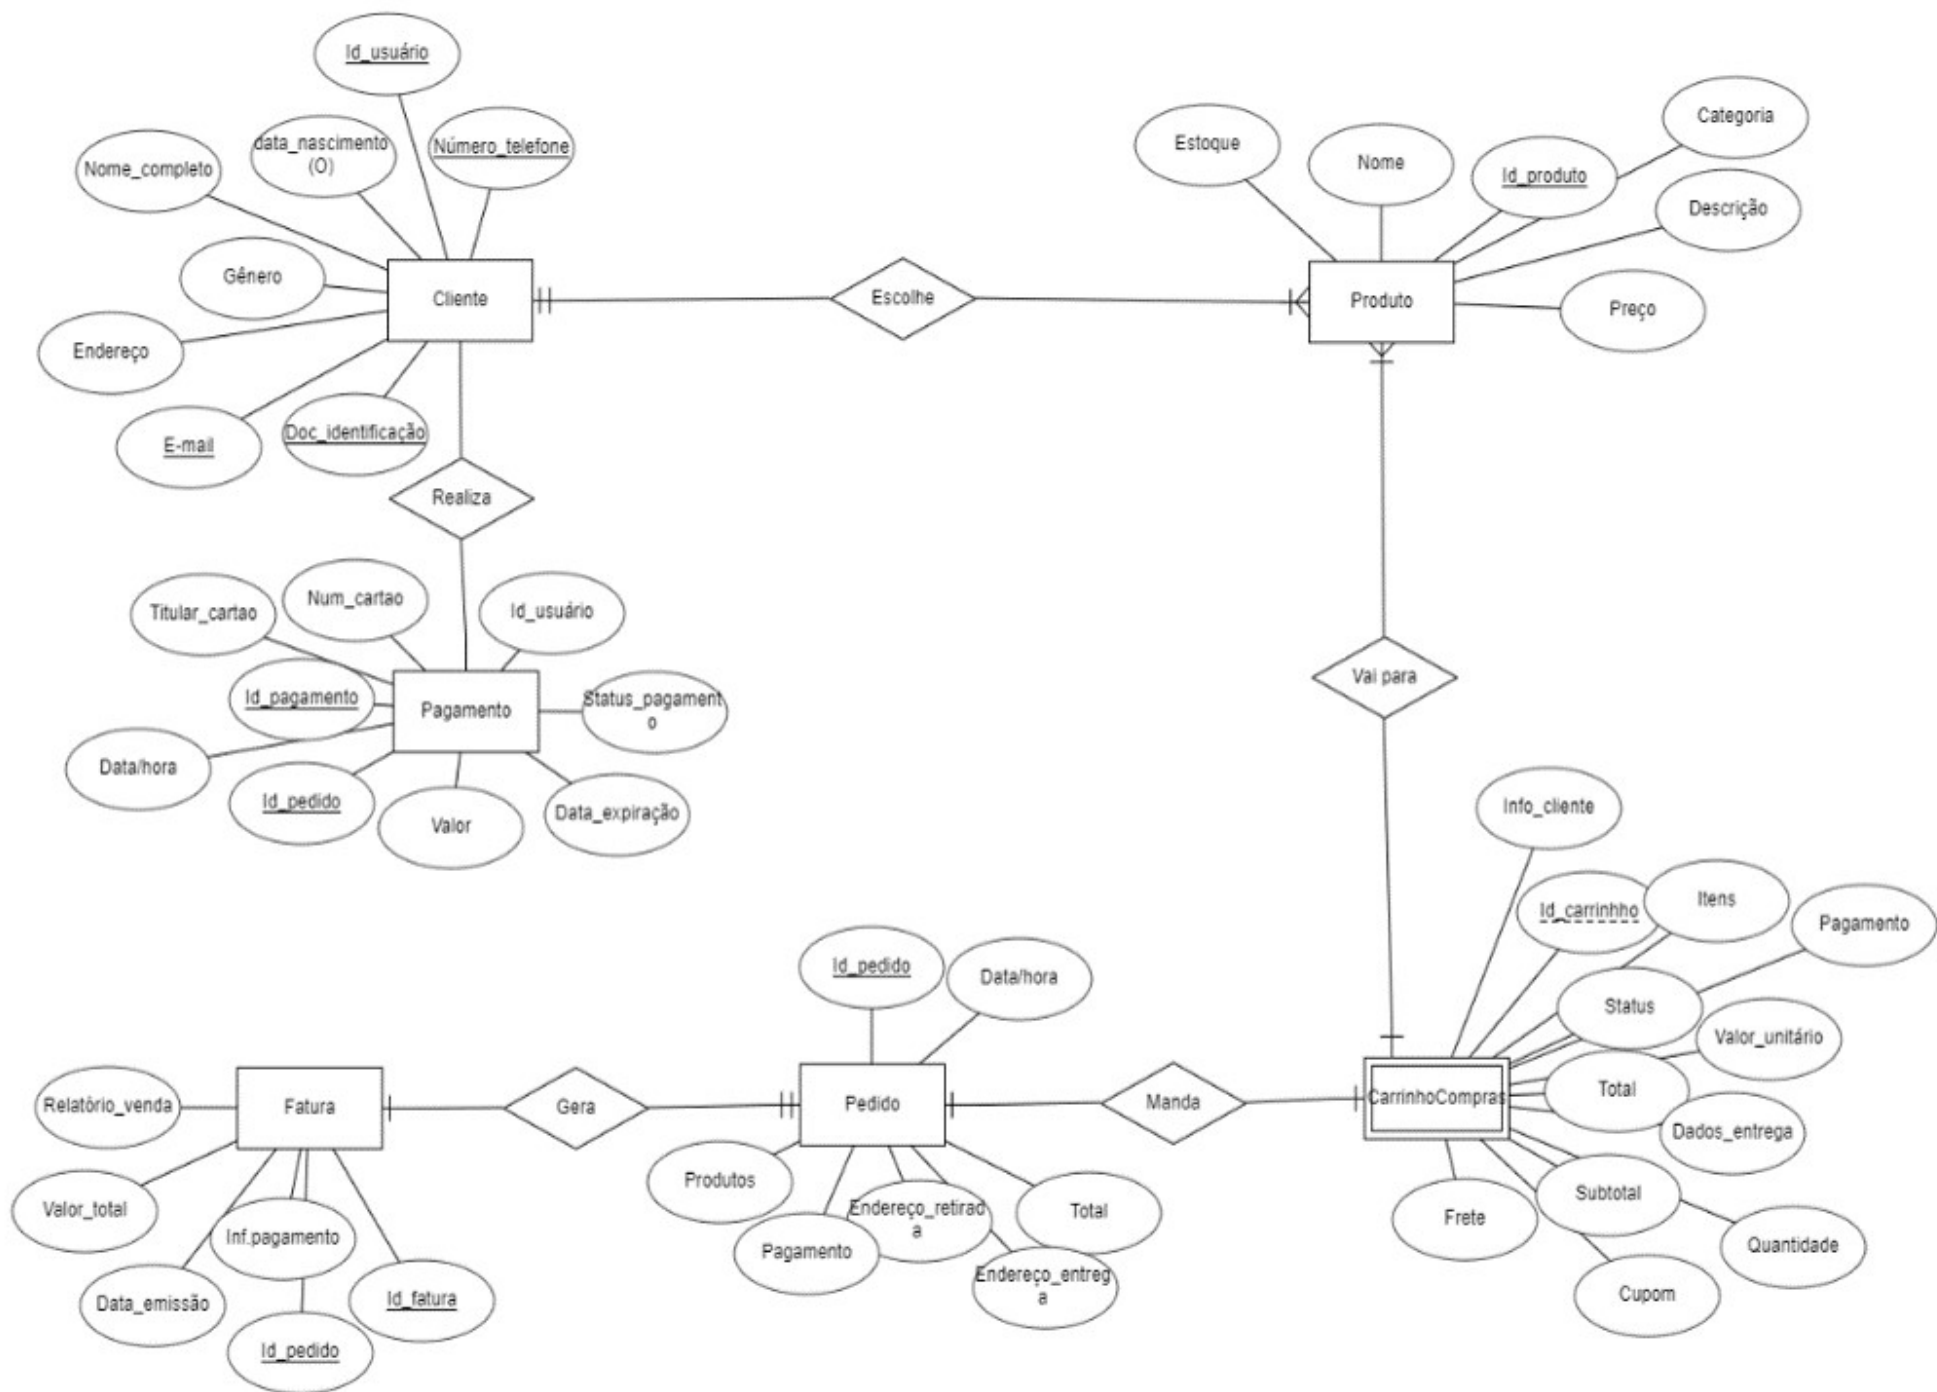 Id_usuário
data_nascimento
(O)
Número_telefone
Nome_completo
Gênero
Cliente
Endereço
E-mail
Doc_identificação
Escolhe
Estoque
Nome
Id_produto
Categoria
Descrição
Produto
Preço
Realiza
Titular_cartao
Num_cartao
Id_usuário
Id_pagamento
Pagamento
Status_pagament
o
Data/hora
Id_pedido
Valor
Data_expiração
Vai para
Info_cliente
Id_carrinhho
Itens
Pagamento
Status
Valor_unitário
CarrinhoCompras
Total
Dados_entrega
Frete
Subtotal
Quantidade
Cupom
Manda
Id_pedido
Data/hora
Pedido
Produtos
Pagamento
Endereço_retirad
a
Endereço_entreg
a
Total
Gera
Relatório_venda
Fatura
Valor_total
Inf.pagamento
Data_emissão
Id_fatura
Id_pedido